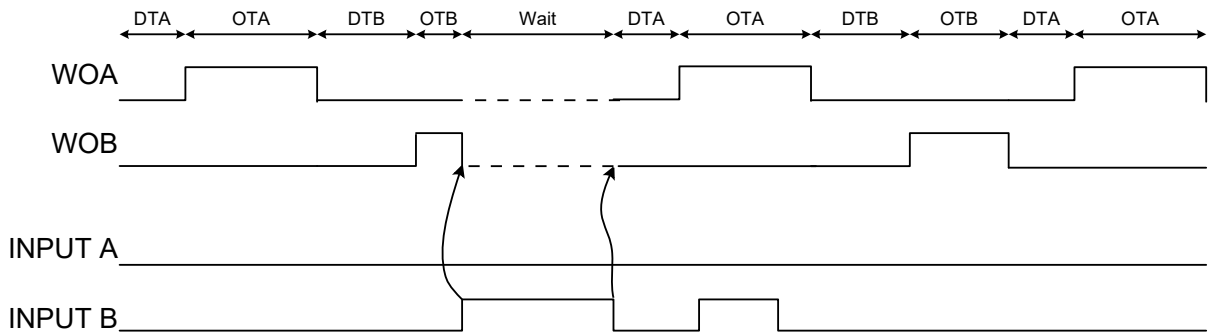 DTA OTA DTB OTB Wait DTA OTA DTB OTB DTA OTA
WOA
WOB
INPUT A
INPUT B